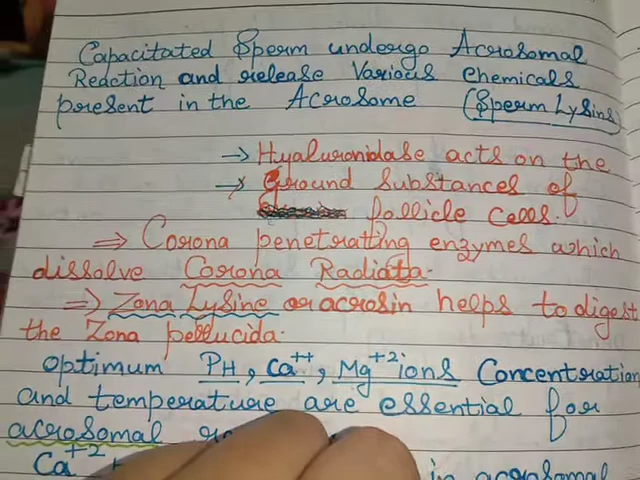 Capacitated Sperm undergo Acrosomal
Reaction and release Various chemicals
present in the Acrosome (Sperm Lysins)
→ Hyaluronidase acts on the
→ Ground Substances of
follicle cells.
⇒ Corona penetrating enzymes which
dissolve Corona Radiata.
⇒ Zona Lysine or acrosin helps to digest
the Zona pellucida.
Optimum PH, Ca++, Mg+2 ions Concentration
and temperature are essential for
acrosomal
Ca+2 in acrosomal